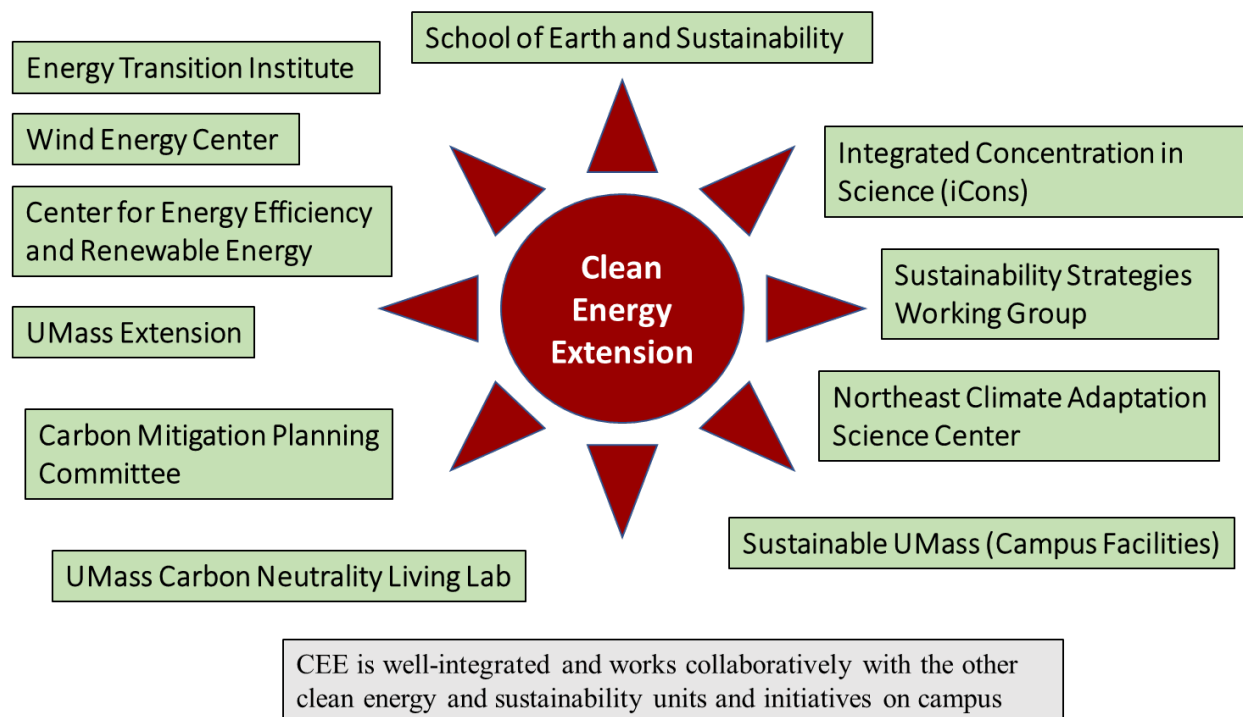 School of Earth and Sustainability
Energy Transition Institute
Wind Energy Center
Center for Energy Efficiency
and Renewable Energy
UMass Extension
Carbon Mitigation Planning
Committee
UMass Carbon Neutrality Living Lab
Clean
Energy
Extension
Integrated Concentration in
Science (iCons)
Sustainability Strategies
Working Group
Northeast Climate Adaptation
Science Center
Sustainable UMass (Campus Facilities)
CEE is well-integrated and works collaboratively with the other
clean energy and sustainability units and initiatives on campus